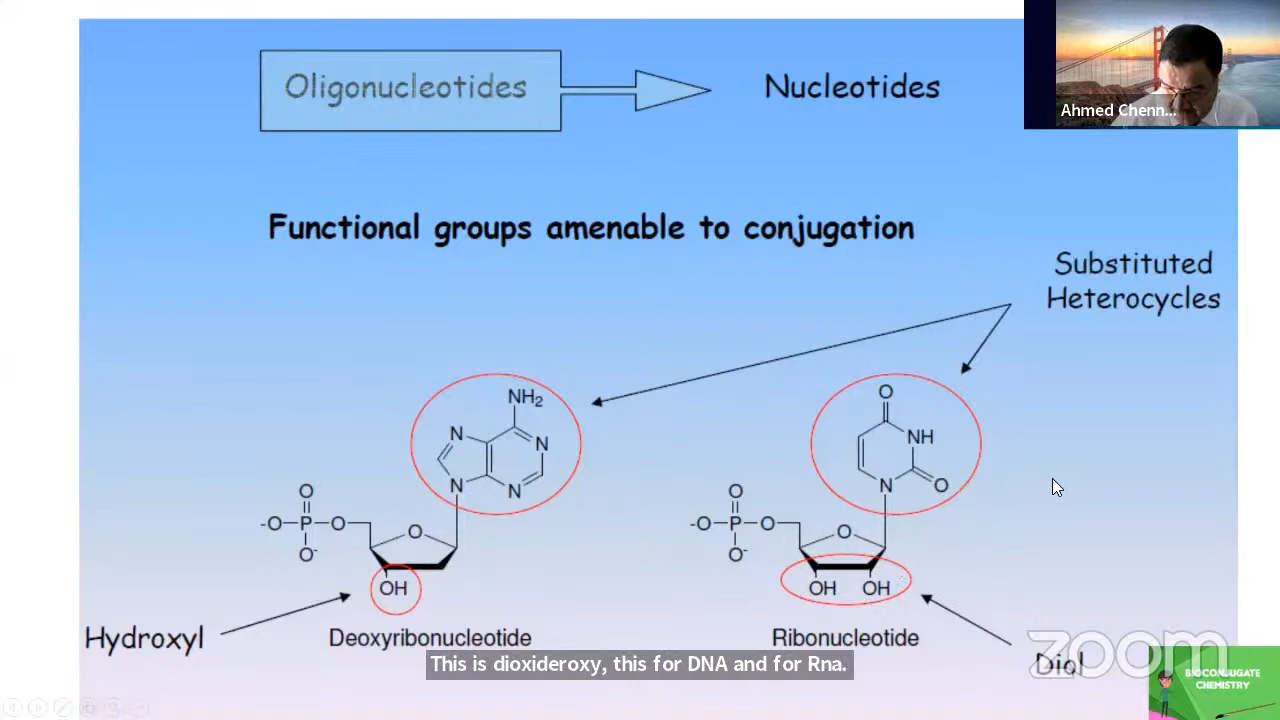 Oligonucleotides
Nucleotides
Ahmed Chenn...
Functional groups amenable to conjugation
Substituted
Heterocycles
NH2
N
N
N
N
O
-O-P-O
O-
O
OH
O
NH
N
O
O
-O-P-O
O-
O
OH
OH
Hydroxyl
Deoxyribonucleotide
Ribonucleotide
Diol
This is dioxideroxy, this for DNA and for Rna.
zoom
BIOCONJUGATE
CHEMISTRY